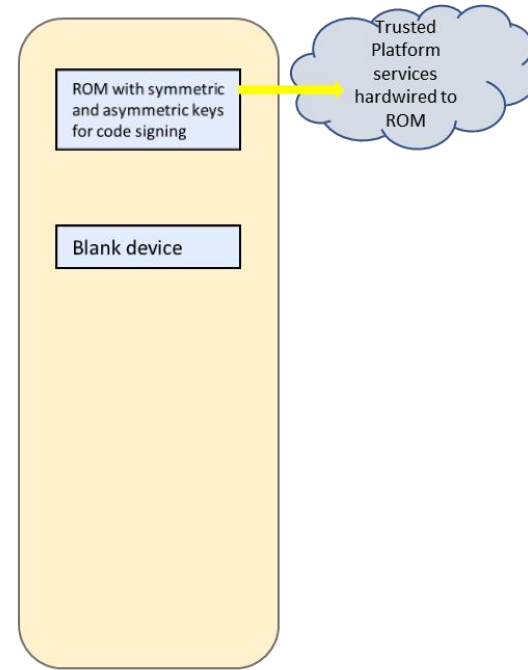 Trusted
Platform
services
hardwired to
ROM
ROM with symmetric
and asymmetric keys
for code signing
Blank device